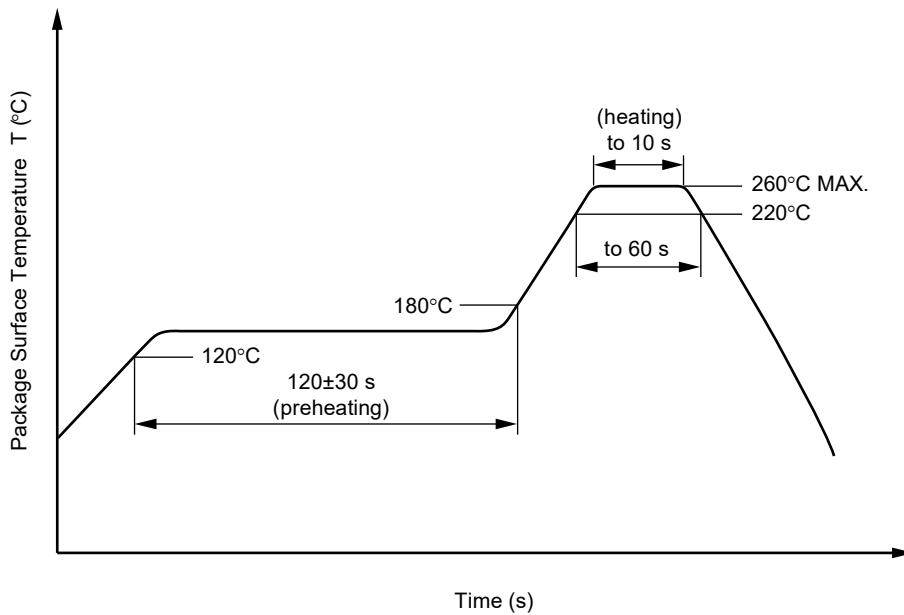 Package Surface Temperature T (°C)
(heating)
to 10 s
260°C MAX.
220°C
to 60 s
180°C
120°C
120±30 s
(preheating)
Time (s)